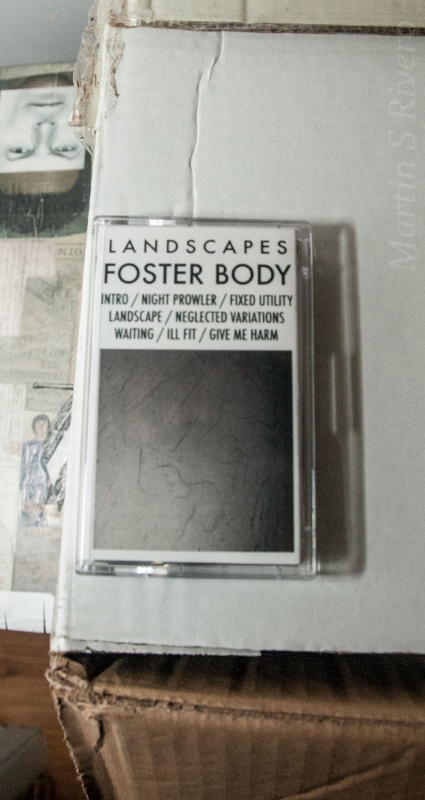 LANDSCAPES
FOSTER BODY
INTRO / NIGHT PROWLER / FIXED UTILITY
LANDSCAPE / NEGLECTED VARIATIONS
WAITING / ILL FIT / GIVE ME HARM
Martin S Rivero